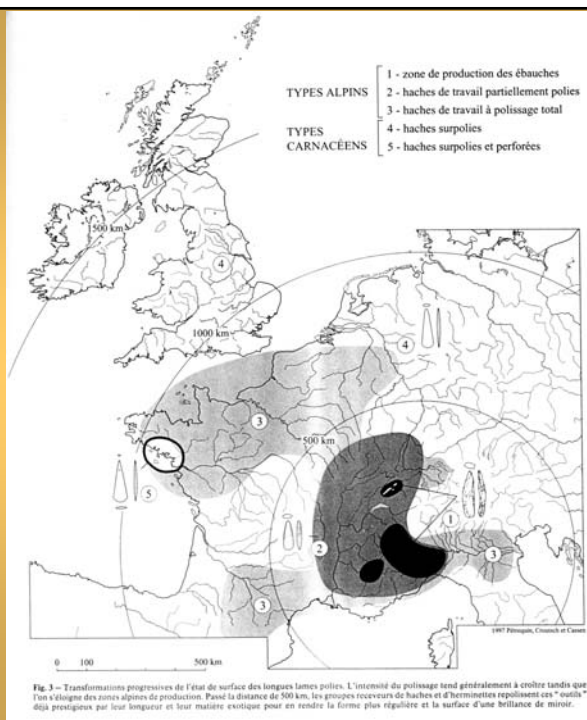 TYPES ALPINS
1 - zone de production des ébauches
2 - haches de travail partiellement polies
3 - haches de travail à polissage total
TYPES CARNACÉENS
4 - haches surpolies
5 - haches surpolies et perforées
500 km
4
1000 km
4
3
500 km
5
1
2
3
3
1997 Pétrequin, Croutsch et Cassen
0 100 500 km
Fig. 3 — Transformations progressives de l'état de surface des longues lames polies. L'intensité du polissage tend généralement à croître tandis que
l'on s'éloigne des zones alpines de production. Passé la distance de 500 km, les groupes receveurs de haches et d'herminettes repolissent ces " outils "
déjà prestigieux par leur longueur et leur matière exotique pour en rendre la forme plus régulière et la surface d'une brillance de miroir.